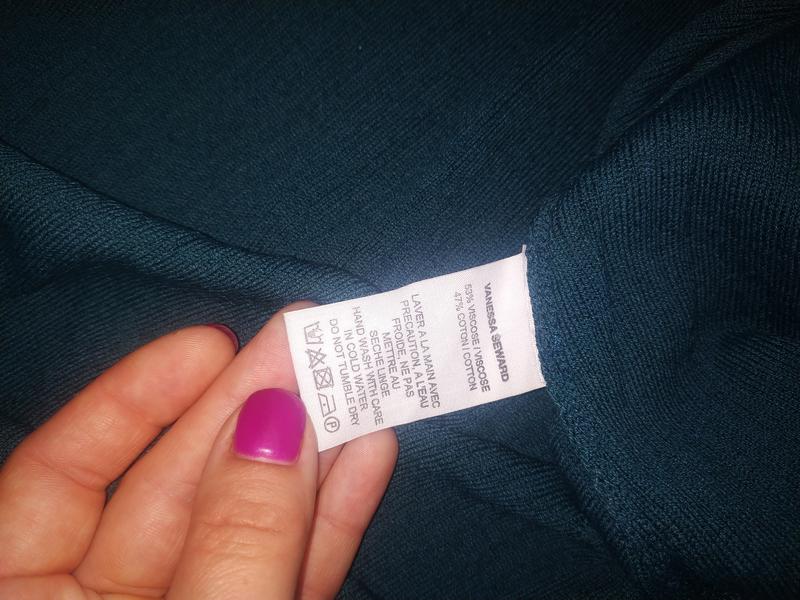 VANESSA SEWARD
53% VISCOSE / VISCOSE
47% COTON / COTTON
LAVER A LA MAIN AVEC
PRECAUTION, A L'EAU
FROIDE, NE PAS
METTRE AU
SECHE LINGE
HAND WASH WITH CARE
IN COLD WATER
DO NOT TUMBLE DRY
P